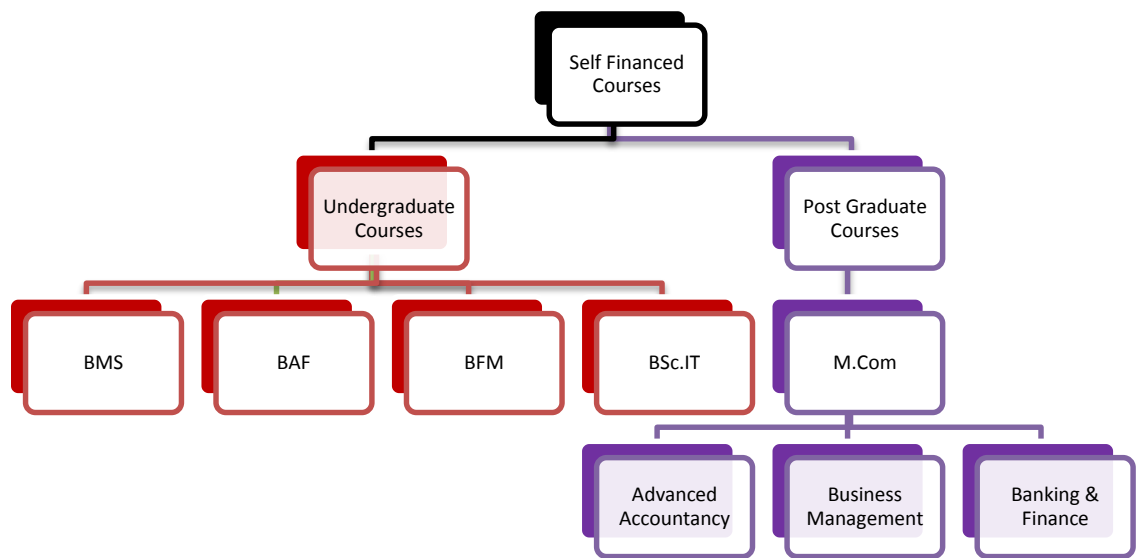 Self Financed
Courses
Undergraduate
Courses
Post Graduate
Courses
BMS
BAF
BFM
BSc.IT
M.Com
Advanced
Accountancy
Business
Management
Banking &
Finance